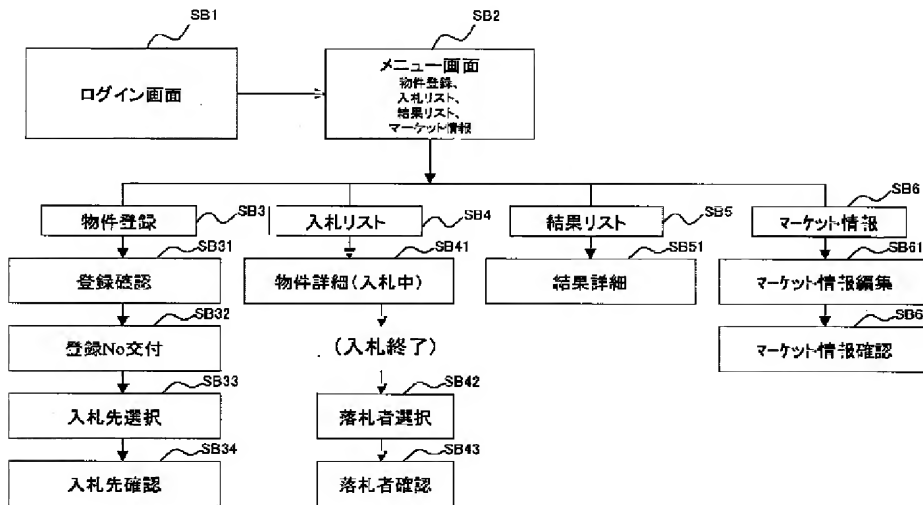 SB1
ログイン画面
SB2
メニュー画面
物件登録、
入札リスト、
結果リスト、
マーケット情報
物件登録
SB3
入札リスト
SB4
結果リスト
SB5
マーケット情報
SB6
登録確認
SB31
物件詳細(入札中)
SB41
結果詳細
SB51
マーケット情報編集
SB61
登録No交付
SB32
(入札終了)
マーケット情報確認
SB6
入札先選択
SB33
落札者選択
SB42
入札先確認
SB34
落札者確認
SB43